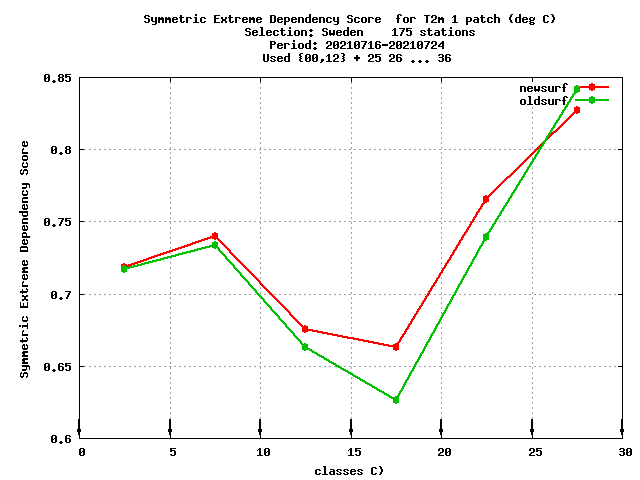 Symmetric Extreme Dependency Score  for T2m 1 patch (deg C)
Selection: Sweden    175 stations
Period: 20210716-20210724
Used {00,12} + 25 26 ... 36
newsurf
oldsurf
Symmetric Extreme Dependency Score
0.85
0.8
0.75
0.7
0.65
0.6
0 5 10 15 20 25 30
classes C)